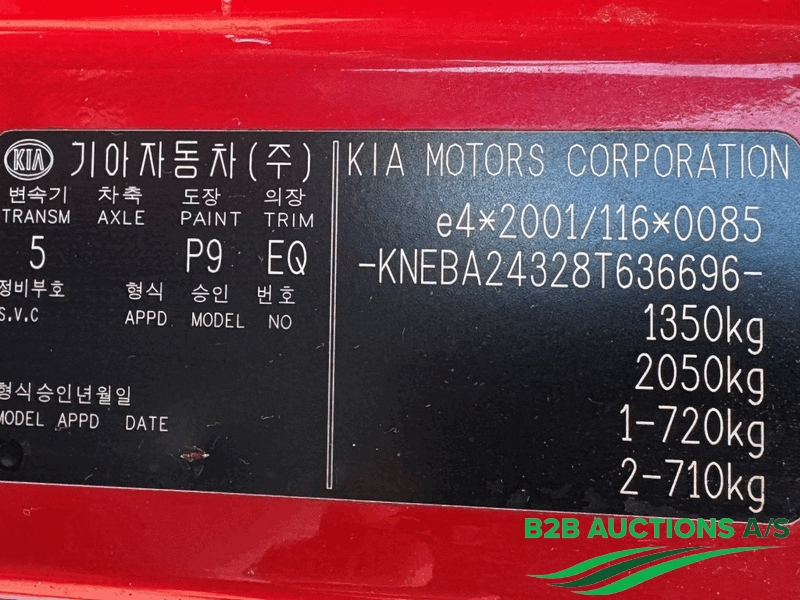 KIA 기아자동차(주)
변속기 차축 도장 의장
TRANSM AXLE PAINT TRIM
5 P9 EQ
정비부호 형식 승인 번호
S.V.C APPD MODEL NO
형식승인년월일
MODEL APPD DATE
KIA MOTORS CORPORATION
e4*2001/116*0085
-KNEBA24328T636696-
1350kg
2050kg
1-720kg
2-710kg
B2B AUCTIONS A/S